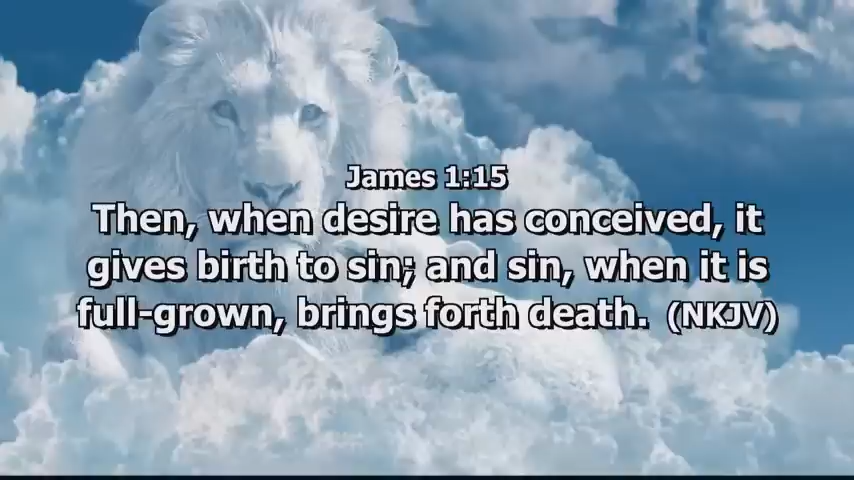 James 1:15
Then, when desire has conceived, it
gives birth to sin; and sin, when it is
full-grown, brings forth death. (NKJV)